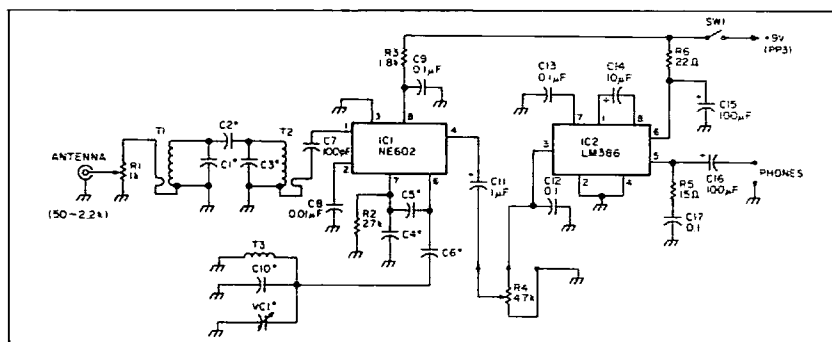 SW1
+9V
(PP3)
R3
1.8k
C9
0.1µF
R6
22Ω
C13
0.1µF
C14
10µF
C15
100µF
T1
C2*
T2
C7
100pF
3
8
1
IC1
NE602
4
2
7
6
7
1
8
IC2
LM386
6
3
5
2
4
ANTENNA
R1
1k
(50~2.2k)
C1*
C3*
C8
0.01µF
R2
27k
C5*
C4*
C6*
C11
1µF
C12
0.1
R5
15Ω
C17
0.1
C16
100µF
PHONES
T3
C10*
VC1*
R4
4.7k